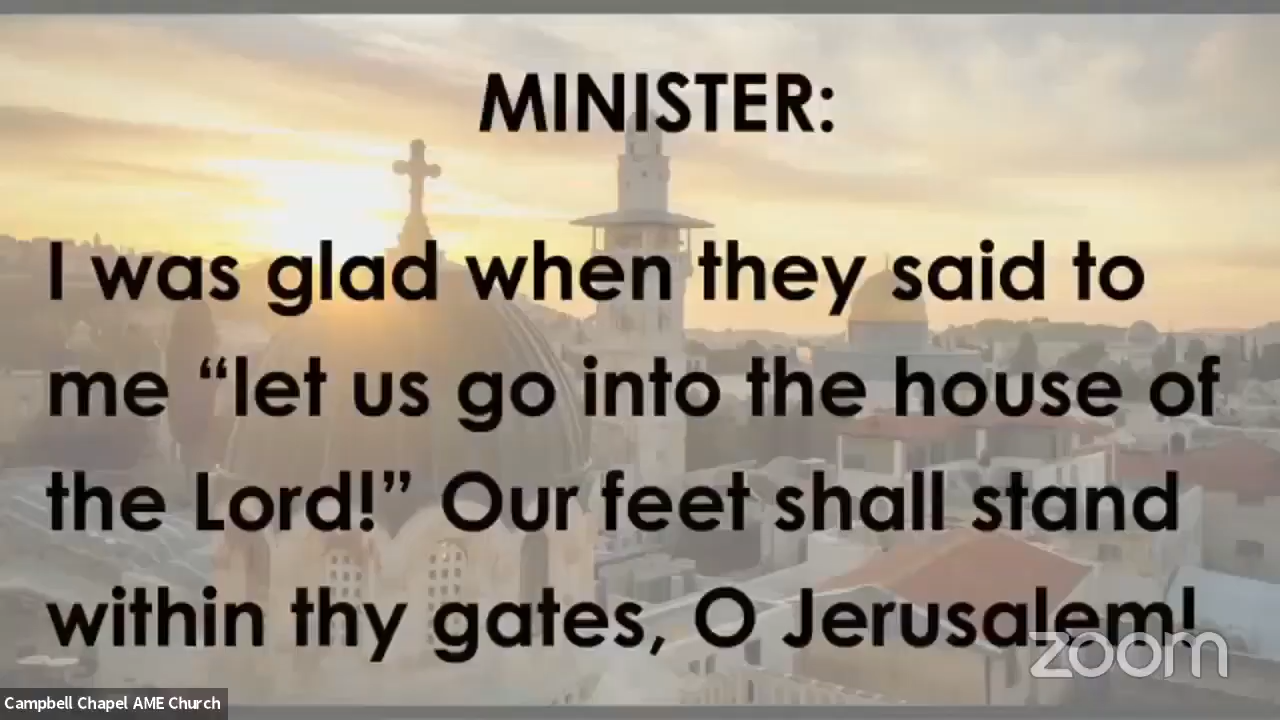 MINISTER:
I was glad when they said to
me “let us go into the house of
the Lord!” Our feet shall stand
within thy gates, O Jerusalem!
zoom
Campbell Chapel AME Church